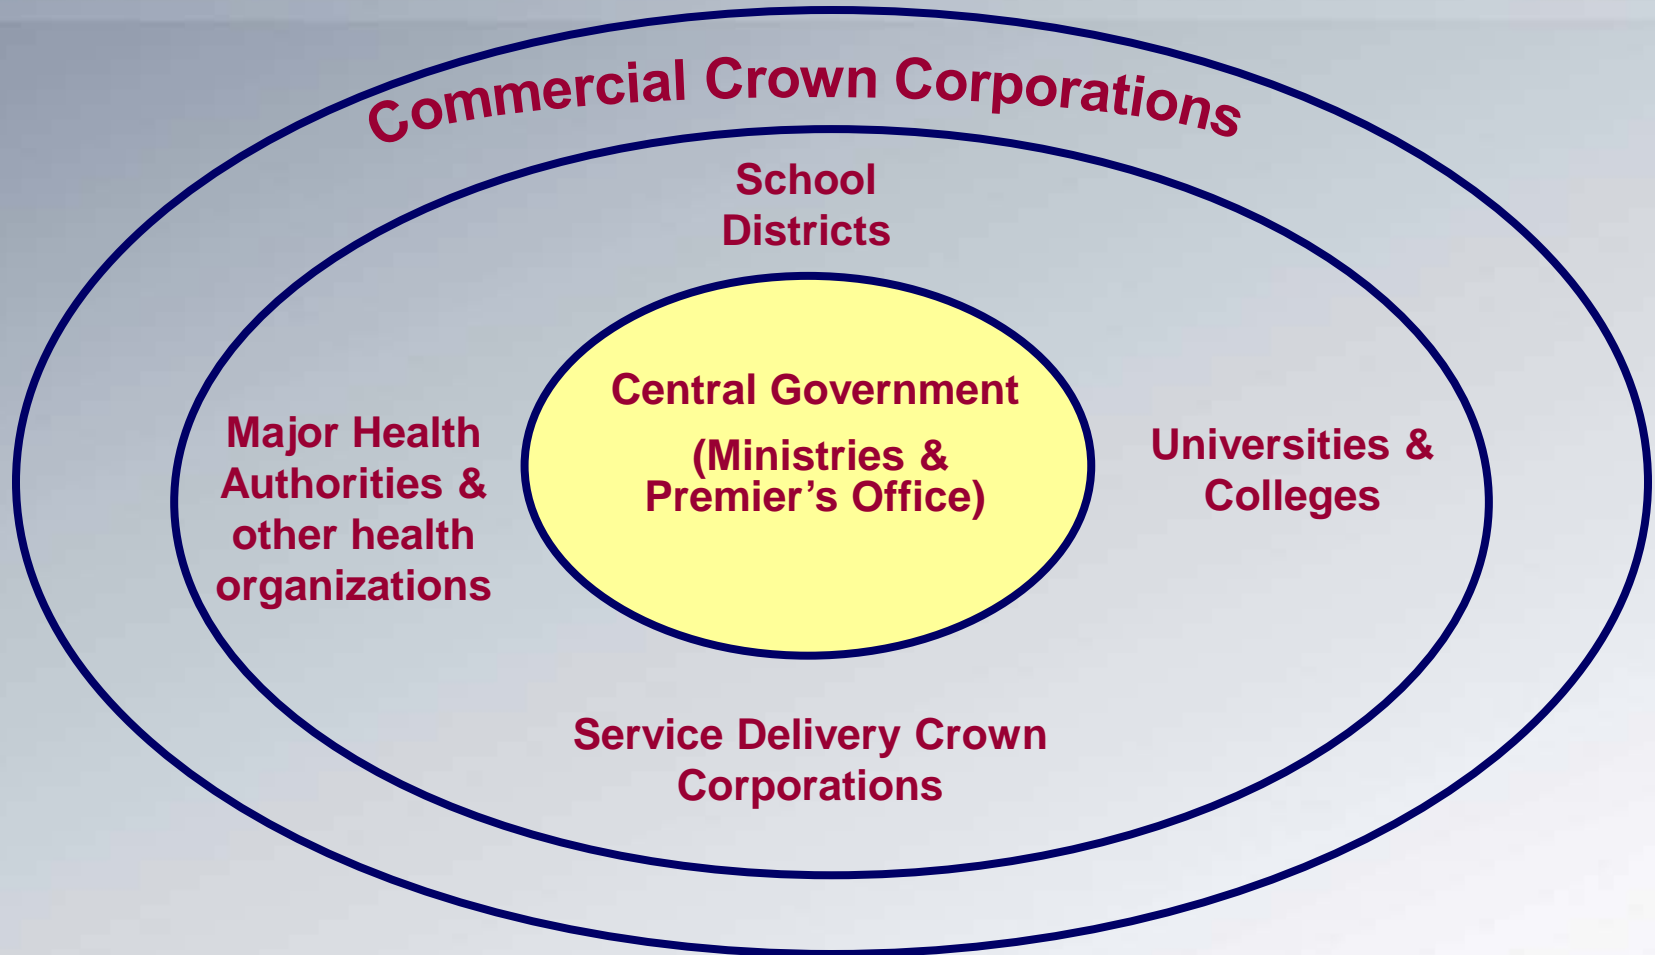 Commercial Crown Corporations
School
Districts
Central Government
(Ministries &
Premier’s Office)
Major Health
Authorities &
other health
organizations
Universities &
Colleges
Service Delivery Crown
Corporations